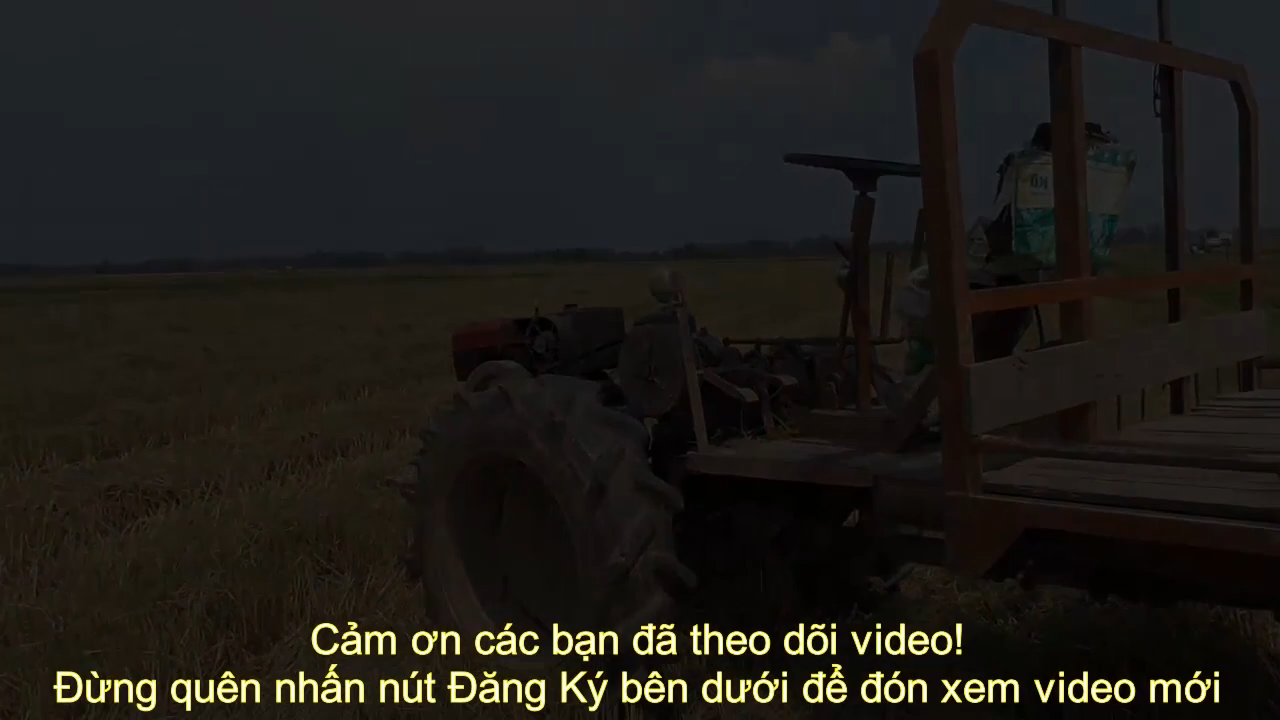 Cảm ơn các bạn đã theo dõi video!
Đừng quên nhấn nút Đăng Ký bên dưới để đón xem video mới